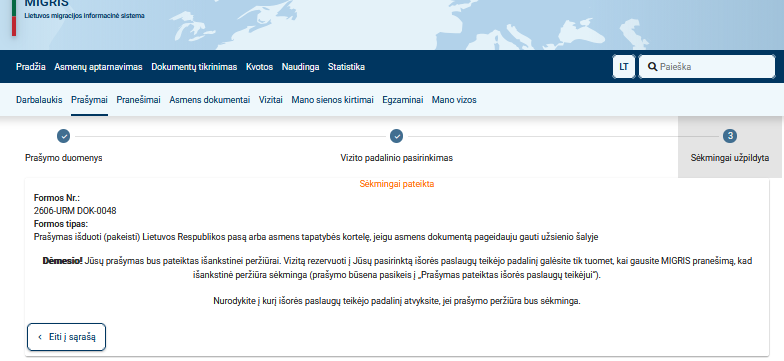 MIGRIS
Lietuvos migracijos informacinė sistema
Pradžia Asmenų aptarnavimas Dokumentų tikrinimas Kvotos Naudinga Statistika LT Paieška
Darbalaukis Prašymai Pranešimai Asmens dokumentai Vizitai Mano sienos kirtimai Egzaminai Mano vizos
3
Prašymo duomenys Vizito padalinio pasirinkimas Sėkmingai užpildyta
Sėkmingai pateikta
Formos Nr.:
2606-URM DOK-0048
Formos tipas:
Prašymas išduoti (pakeisti) Lietuvos Respublikos pasą arba asmens tapatybės kortelę, jeigu asmens dokumentą pageidauju gauti užsienio šalyje
Dėmesio! Jūsų prašymas bus pateiktas išankstinei peržiūrai. Vizitą rezervuoti į Jūsų pasirinktą išorės paslaugų teikėjo padalinį galėsite tik tuomet, kai gausite MIGRIS pranešimą, kad
išankstinė peržiūra sėkminga (prašymo būsena pasikeis į „Prašymas pateiktas išorės paslaugų teikėjui“).
Nurodykite į kurį išorės paslaugų teikėjo padalinį atvyksite, jei prašymo peržiūra bus sėkminga.
Eiti į sąrašą